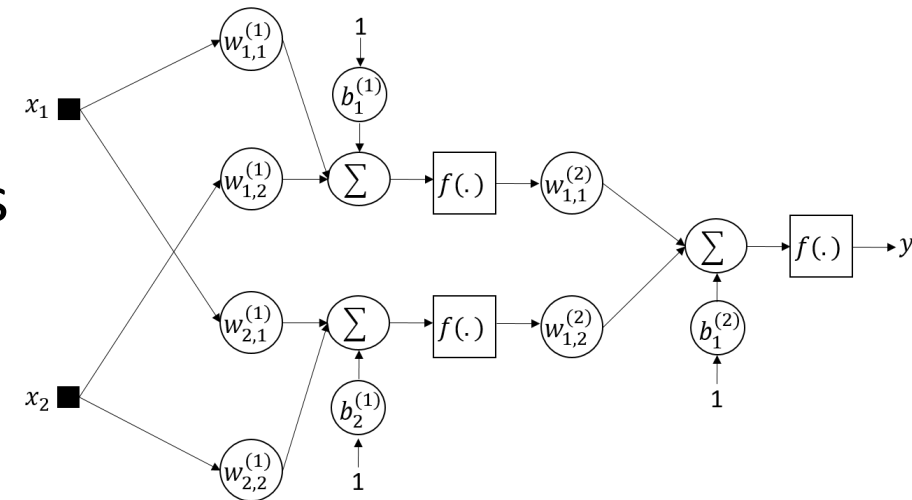 w_{1,1}^{(1)}
1
x_1
b_1^{(1)}
s
w_{1,2}^{(1)} ∑ f(.) w_{1,1}^{(2)}
∑ f(.) y
w_{2,1}^{(1)} ∑ f(.) w_{1,2}^{(2)} b_1^{(2)}
x_2
b_2^{(1)} 1
w_{2,2}^{(1)}
1